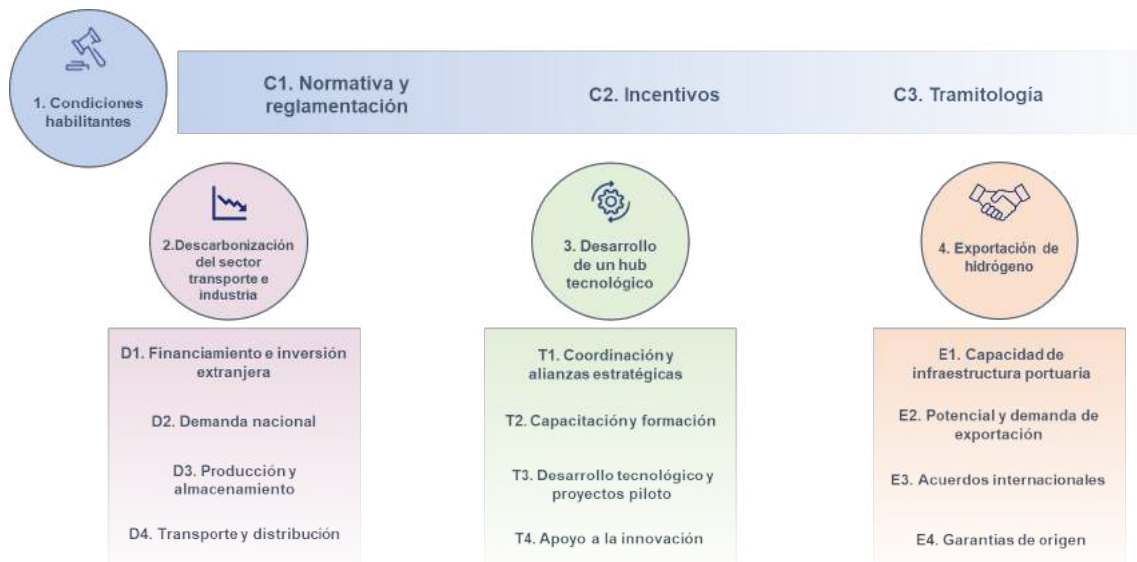 1. Condiciones
habilitantes
C1. Normativa y
reglamentación
C2. Incentivos
C3. Tramitología
2.Descarbonización
del sector
transporte e
industria
3. Desarrollo
de un hub
tecnológico
4. Exportación de
hidrógeno
D1. Financiamiento e inversión
extranjera
D2. Demanda nacional
D3. Producción y
almacenamiento
D4. Transporte y distribución
T1. Coordinación y
alianzas estratégicas
T2. Capacitación y formación
T3. Desarrollo tecnológico y
proyectos piloto
T4. Apoyo a la innovación
E1. Capacidad de
infraestructura portuaria
E2. Potencial y demanda de
exportación
E3. Acuerdos internacionales
E4. Garantias de origen